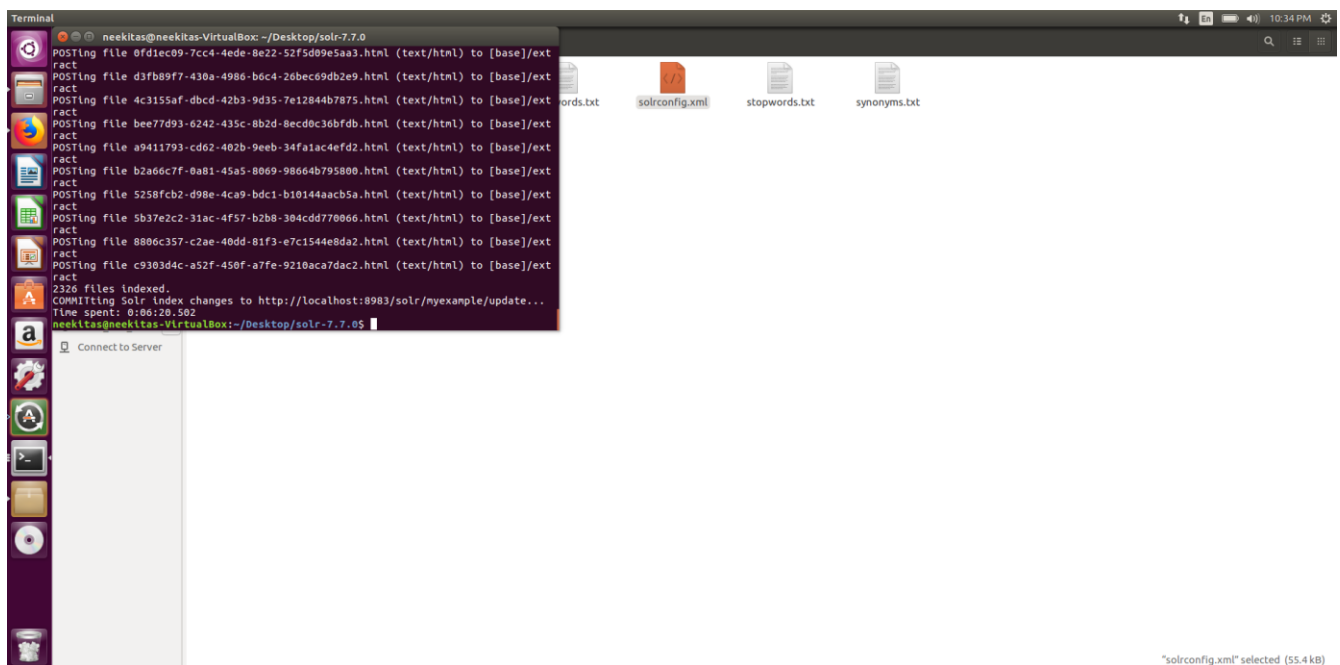 Terminal
En
10:34 PM
neekitas@neekitas-VirtualBox: ~/Desktop/solr-7.7.0
POSTing file 0fd1ec09-7cc4-4ede-8e22-52f5d09e5aa3.html (text/html) to [base]/ext
ract
POSTing file d3fb89f7-430a-4986-b6c4-26bec69db2e9.html (text/html) to [base]/ext
ract
POSTing file 4c3155af-dbcd-42b3-9d35-7e12844b7875.html (text/html) to [base]/ext
ract
POSTing file bee77d93-6242-435c-8b2d-8ecd0c36bfdb.html (text/html) to [base]/ext
ract
POSTing file a9411793-cd62-402b-9eeb-34fa1ac4efd2.html (text/html) to [base]/ext
ract
POSTing file b2a66c7f-0a81-45a5-8069-98664b795800.html (text/html) to [base]/ext
ract
POSTing file 5258fcb2-d98e-4ca9-bdc1-b10144aacb5a.html (text/html) to [base]/ext
ract
POSTing file 5b37e2c2-31ac-4f57-b2b8-304cdd770066.html (text/html) to [base]/ext
ract
POSTing file 8806c357-c2ae-40dd-81f3-e7c1544e8da2.html (text/html) to [base]/ext
ract
POSTing file c9303d4c-a52f-450f-a7fe-9210aca7dac2.html (text/html) to [base]/ext
ract
2326 files indexed.
COMMITting Solr index changes to http://localhost:8983/solr/myexample/update...
Time spent: 0:06:20.502
neekitas@neekitas-VirtualBox:~/Desktop/solr-7.7.0$
ords.txt
solrconfig.xml
stopwords.txt
synonyms.txt
Connect to Server
"solrconfig.xml" selected (55.4 kB)